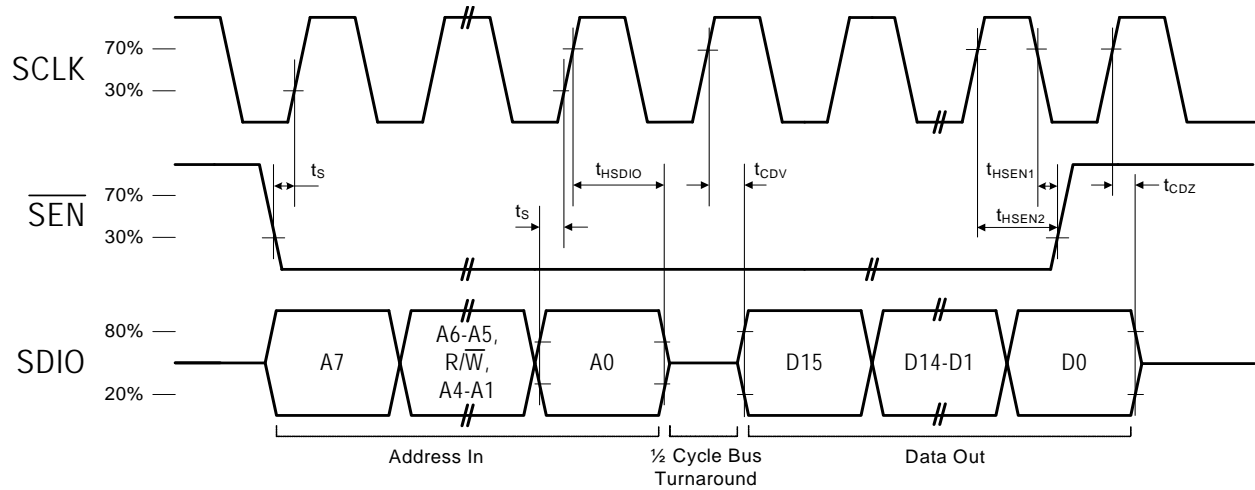 70%
SCLK
30%
tS
tHSDIO
tCDV
tHSEN1
tCDZ
70%
SEN
30%
tS
tHSEN2
80%
SDIO
20%
A7
A6-A5,
R/W,
A4-A1
A0
D15
D14-D1
D0
Address In
½ Cycle Bus
Turnaround
Data Out